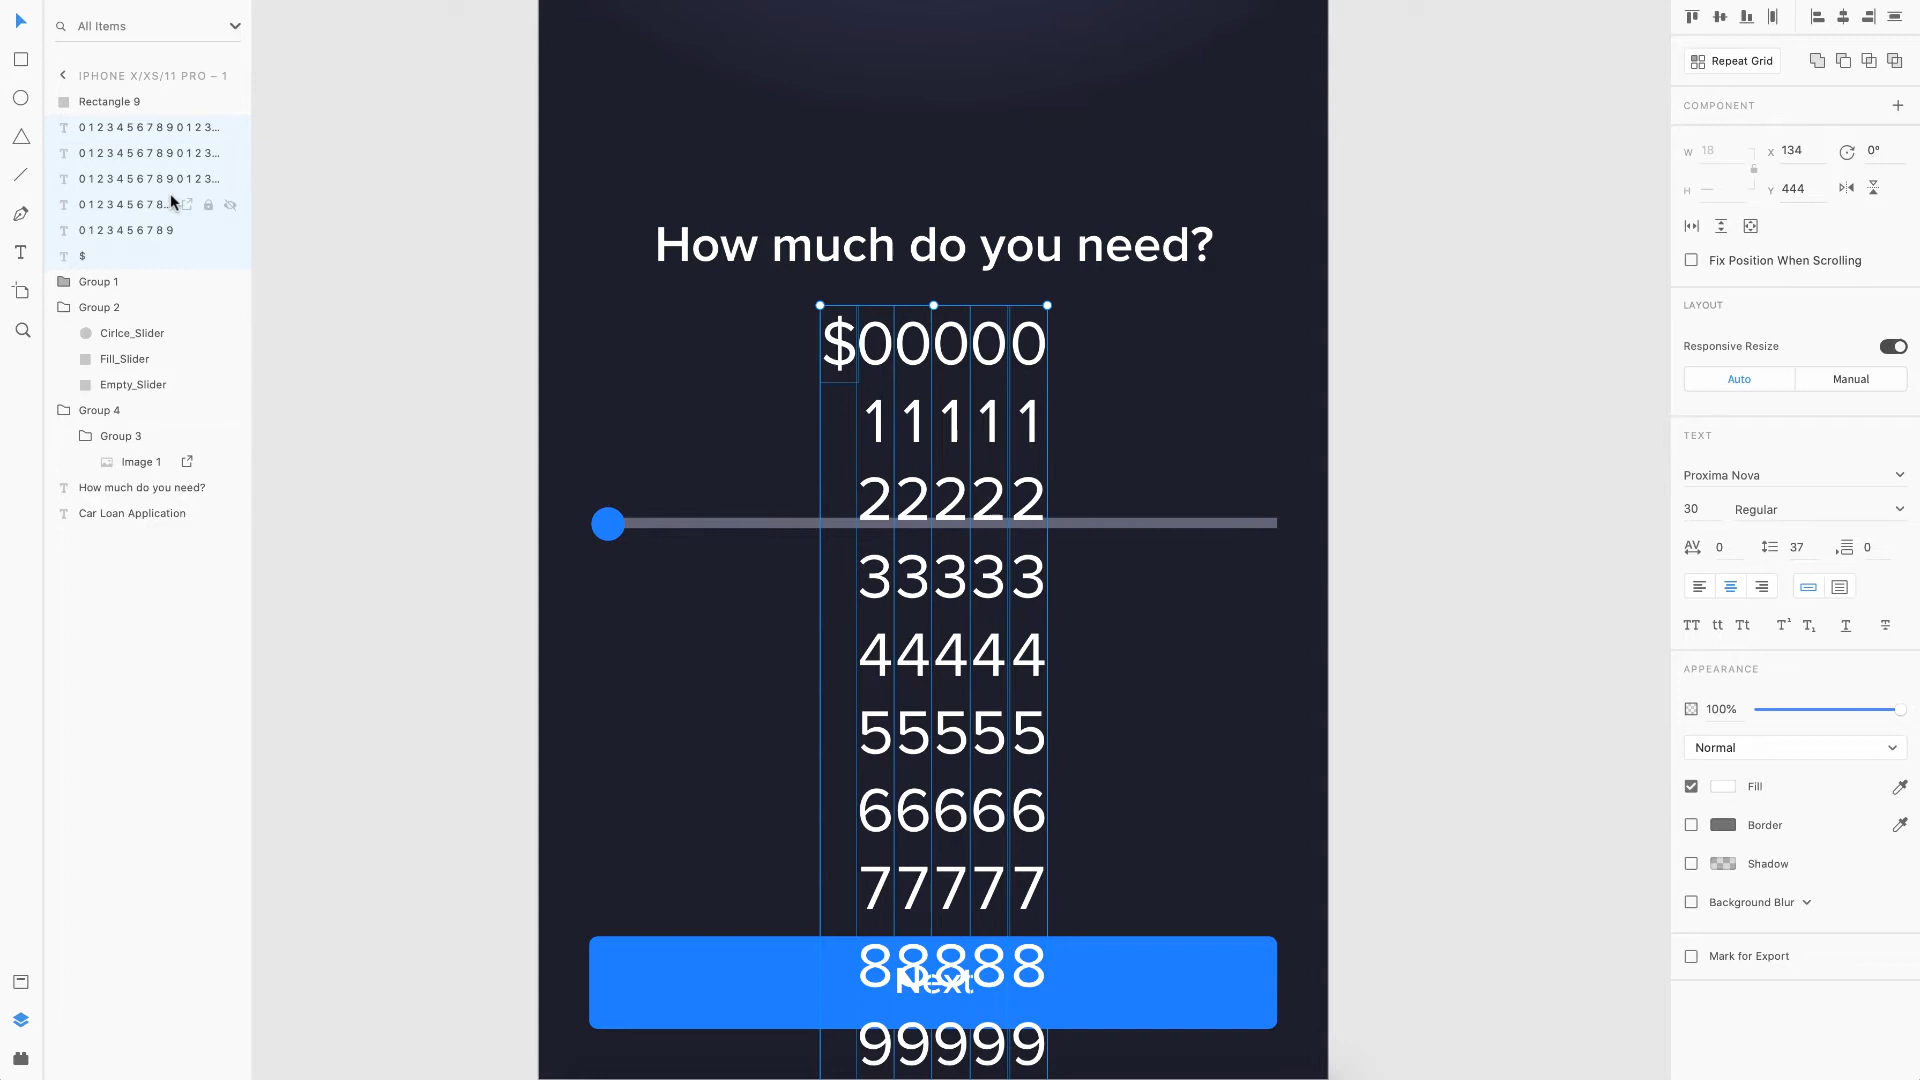 All Items
IPHONE X/XS/11 PRO – 1
Rectangle 9
0 1 2 3 4 5 6 7 8 9 0 1 2 3...
0 1 2 3 4 5 6 7 8 9 0 1 2 3...
0 1 2 3 4 5 6 7 8 9 0 1 2 3...
0 1 2 3 4 5 6 7 8...
0 1 2 3 4 5 6 7 8 9
$
Group 1
Group 2
Cirlce_Slider
Fill_Slider
Empty_Slider
Group 4
Group 3
Image 1
How much do you need?
Car Loan Application
How much do you need?
$00000
11111
22222
33333
44444
55555
66666
77777
88888
Next
99999
Repeat Grid
COMPONENT
W 18 X 134 0°
H — Y 444
Fix Position When Scrolling
LAYOUT
Responsive Resize
Auto Manual
TEXT
Proxima Nova
30 Regular
AV 0 37 0
TT tt Tt T¹ T₁ T T
APPEARANCE
100%
Normal
Fill
Border
Shadow
Background Blur
Mark for Export